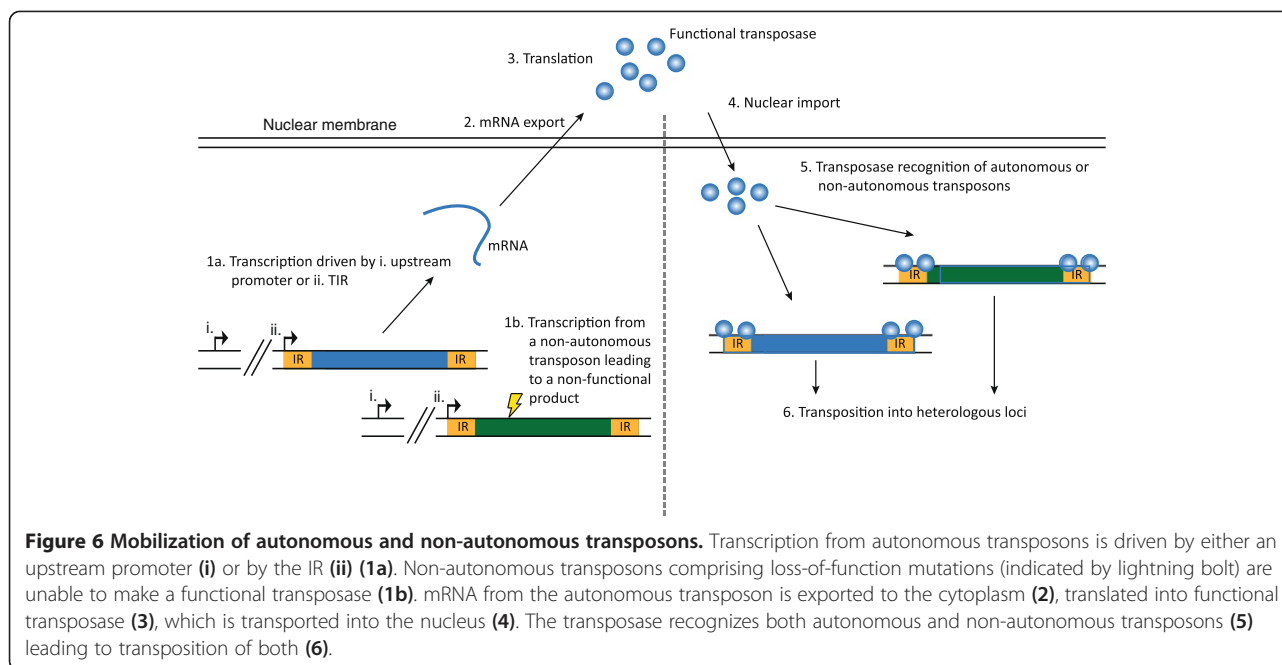 Functional transposase
3. Translation
4. Nuclear import
Nuclear membrane
2. mRNA export
5. Transposase recognition of autonomous or
non-autonomous transposons
mRNA
1a. Transcription driven by i. upstream
promoter or ii. TIR
IR
IR
i.
ii.
IR
IR
1b. Transcription from
a non-autonomous
transposon leading
to a non-functional
product
IR
IR
i.
ii.
IR
IR
6. Transposition into heterologous loci
Figure 6 Mobilization of autonomous and non-autonomous transposons. Transcription from autonomous transposons is driven by either an
upstream promoter (i) or by the IR (ii) (1a). Non-autonomous transposons comprising loss-of-function mutations (indicated by lightning bolt) are
unable to make a functional transposase (1b). mRNA from the autonomous transposon is exported to the cytoplasm (2), translated into functional
transposase (3), which is transported into the nucleus (4). The transposase recognizes both autonomous and non-autonomous transposons (5)
leading to transposition of both (6).